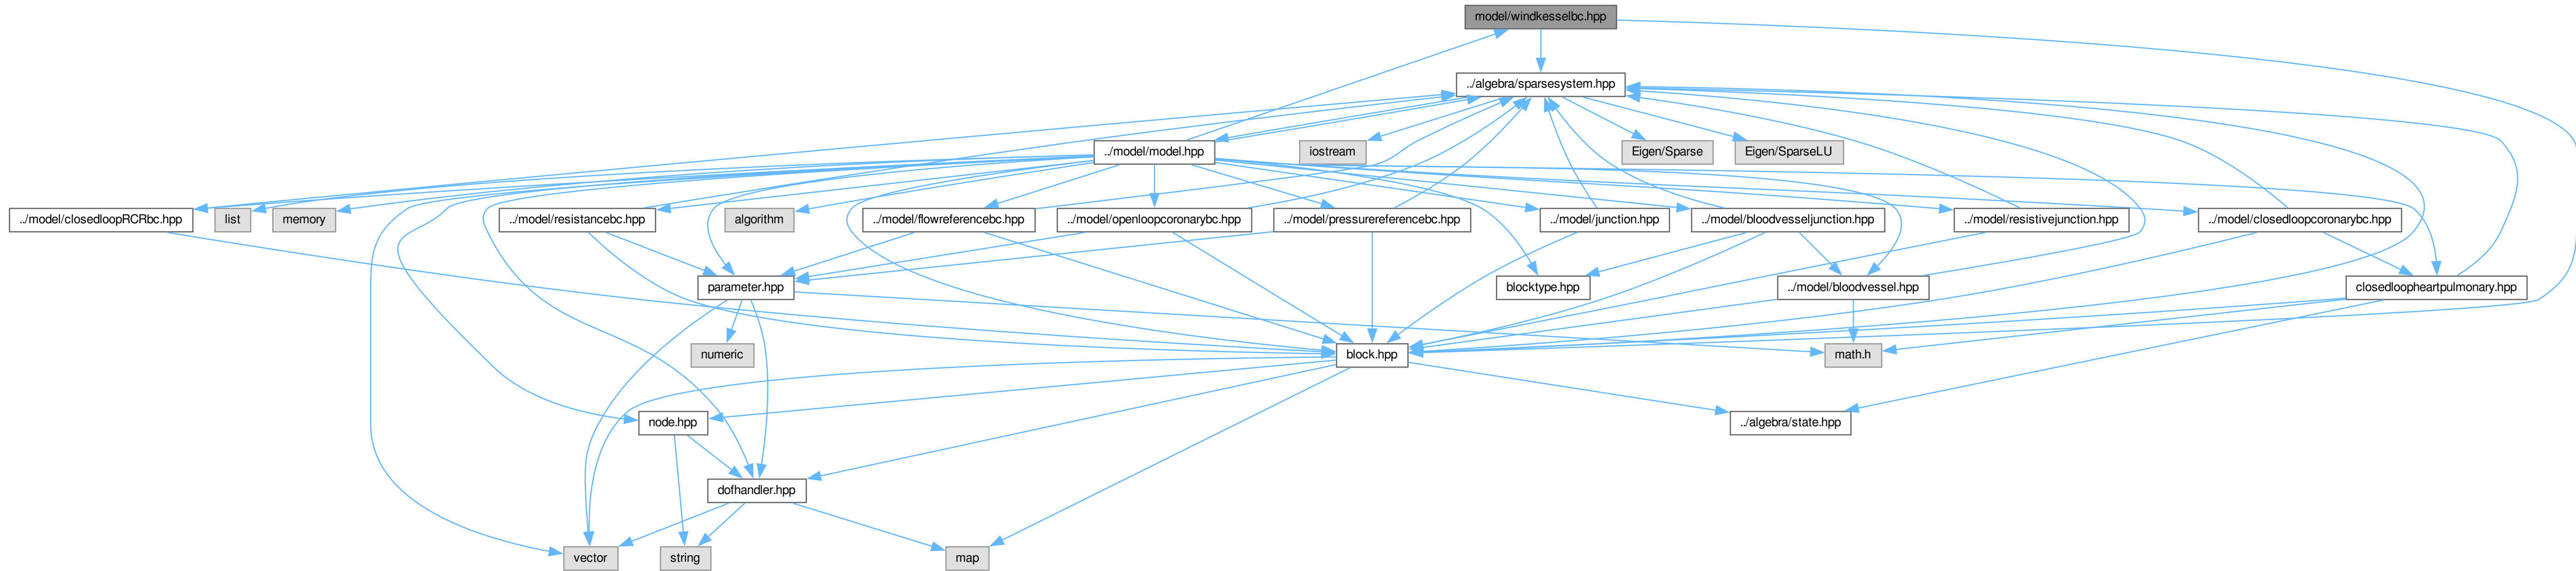 model/windkesselbc.hpp
../algebra/sparsesystem.hpp
../model/model.hpp
iostream
Eigen/Sparse
Eigen/SparseLU
../model/closedloopRCRbc.hpp
list
memory
../model/resistancebc.hpp
algorithm
../model/flowreferencebc.hpp
../model/openloopcoronarybc.hpp
../model/pressurereferencebc.hpp
../model/junction.hpp
../model/bloodvesseljunction.hpp
../model/resistivejunction.hpp
../model/closedloopcoronarybc.hpp
parameter.hpp
blocktype.hpp
../model/bloodvessel.hpp
closedloopheartpulmonary.hpp
numeric
block.hpp
math.h
node.hpp
../algebra/state.hpp
dofhandler.hpp
vector
string
map